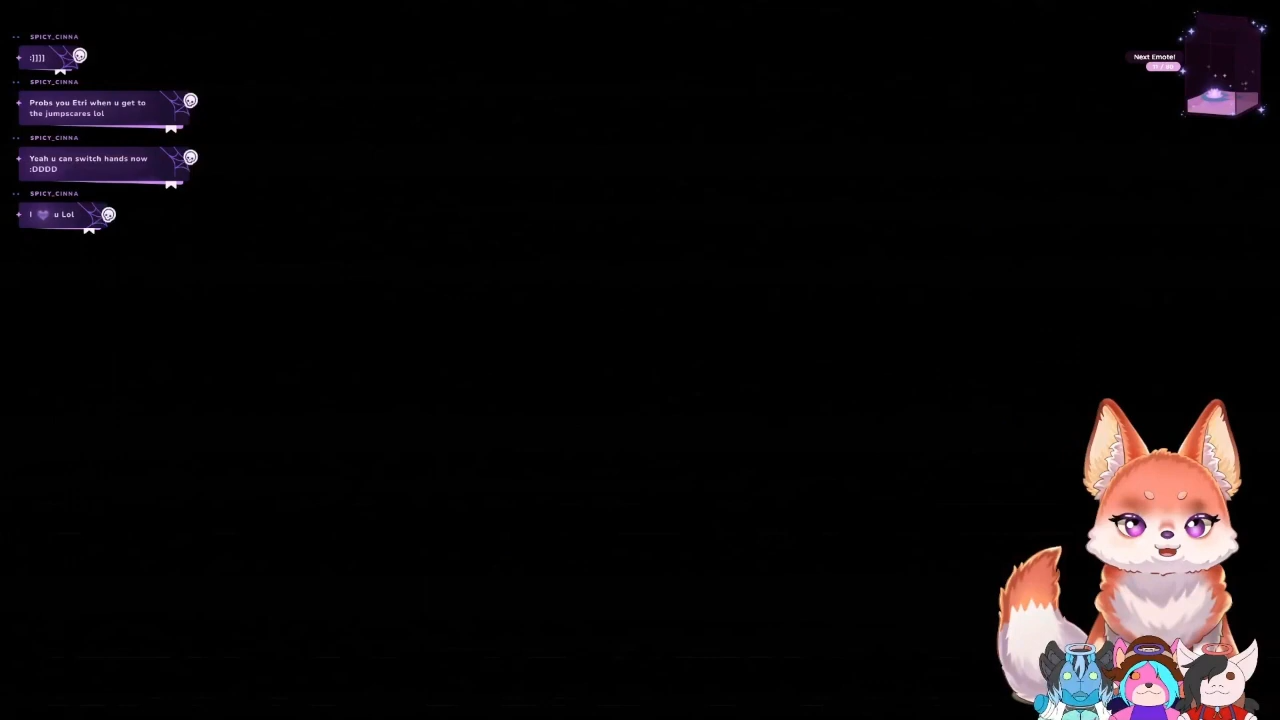 SPICY_CINNA
:]]]]
SPICY_CINNA
Probs you Etri when u get to
the jumpscares lol
SPICY_CINNA
Yeah u can switch hands now
:DDDD
SPICY_CINNA
I 💜 u Lol
Next Emote!